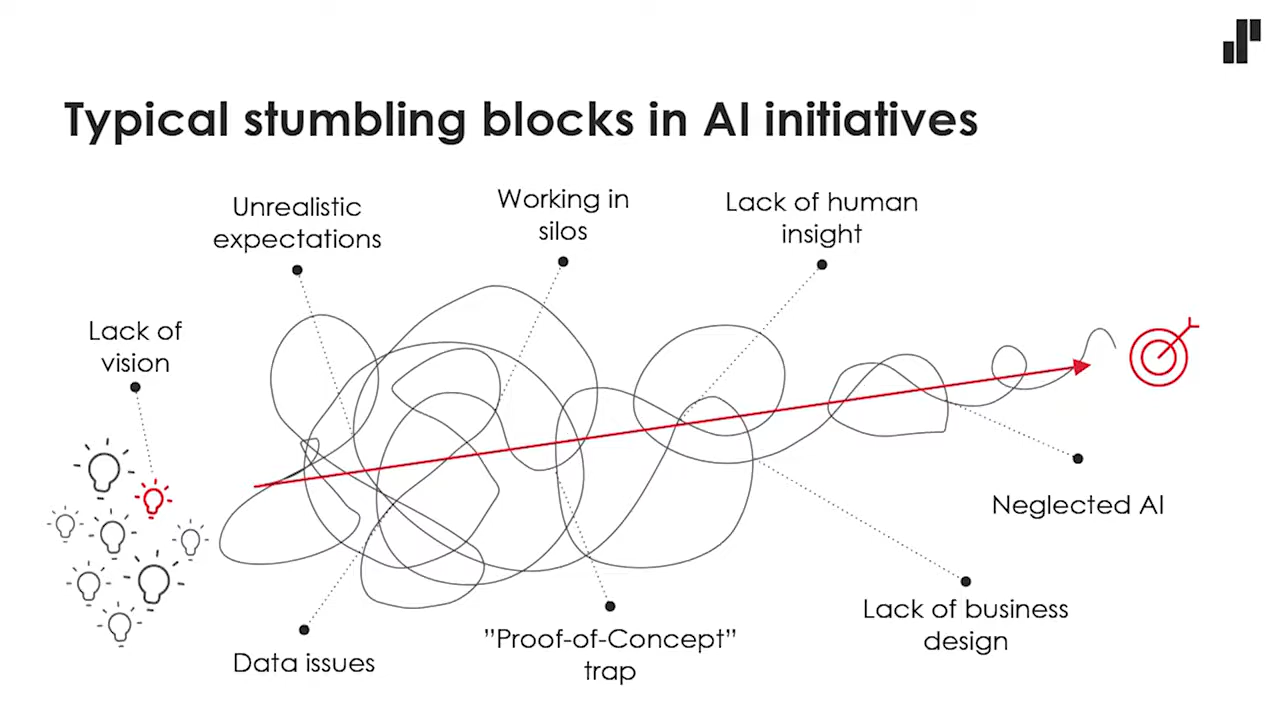 Typical stumbling blocks in AI initiatives
Unrealistic
expectations
Working in
silos
Lack of human
insight
Lack of
vision
Neglected AI
Lack of business
design
"Proof-of-Concept"
trap
Data issues